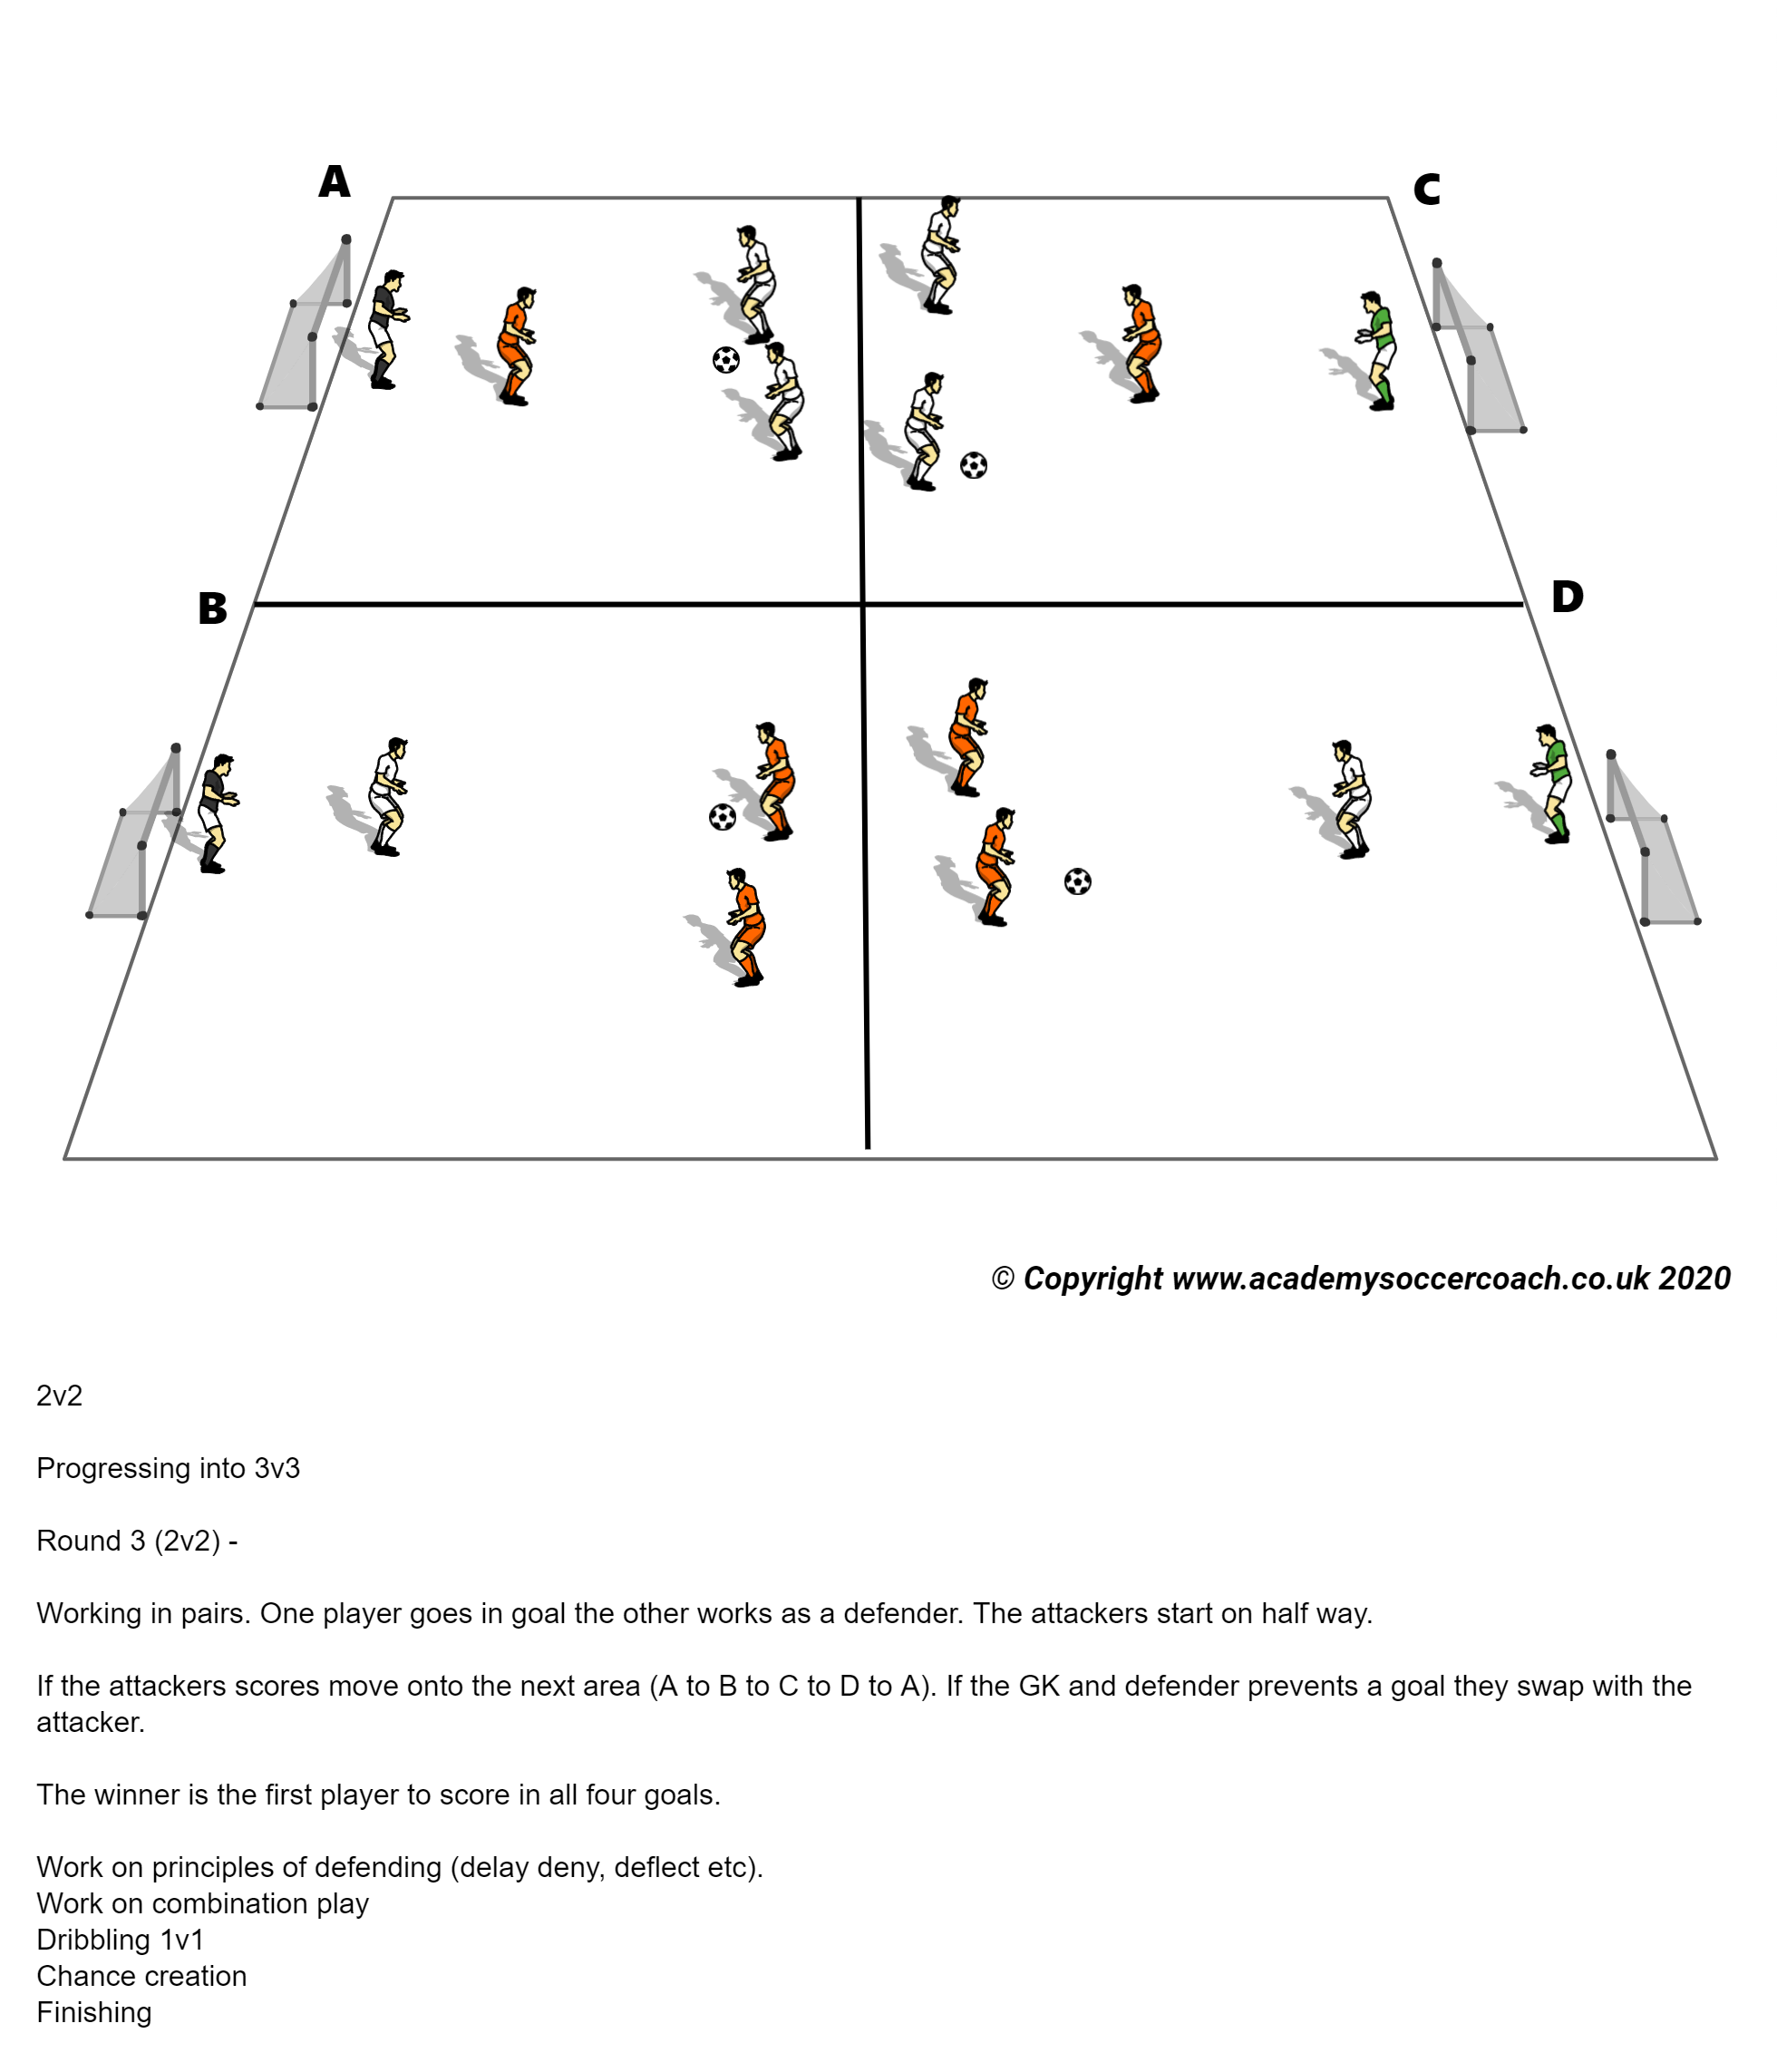 A
C
B
D
© Copyright www.academysoccercoach.co.uk 2020
2v2
Progressing into 3v3
Round 3 (2v2) -
Working in pairs. One player goes in goal the other works as a defender. The attackers start on half way.
If the attackers scores move onto the next area (A to B to C to D to A). If the GK and defender prevents a goal they swap with the
attacker.
The winner is the first player to score in all four goals.
Work on principles of defending (delay deny, deflect etc).
Work on combination play
Dribbling 1v1
Chance creation
Finishing